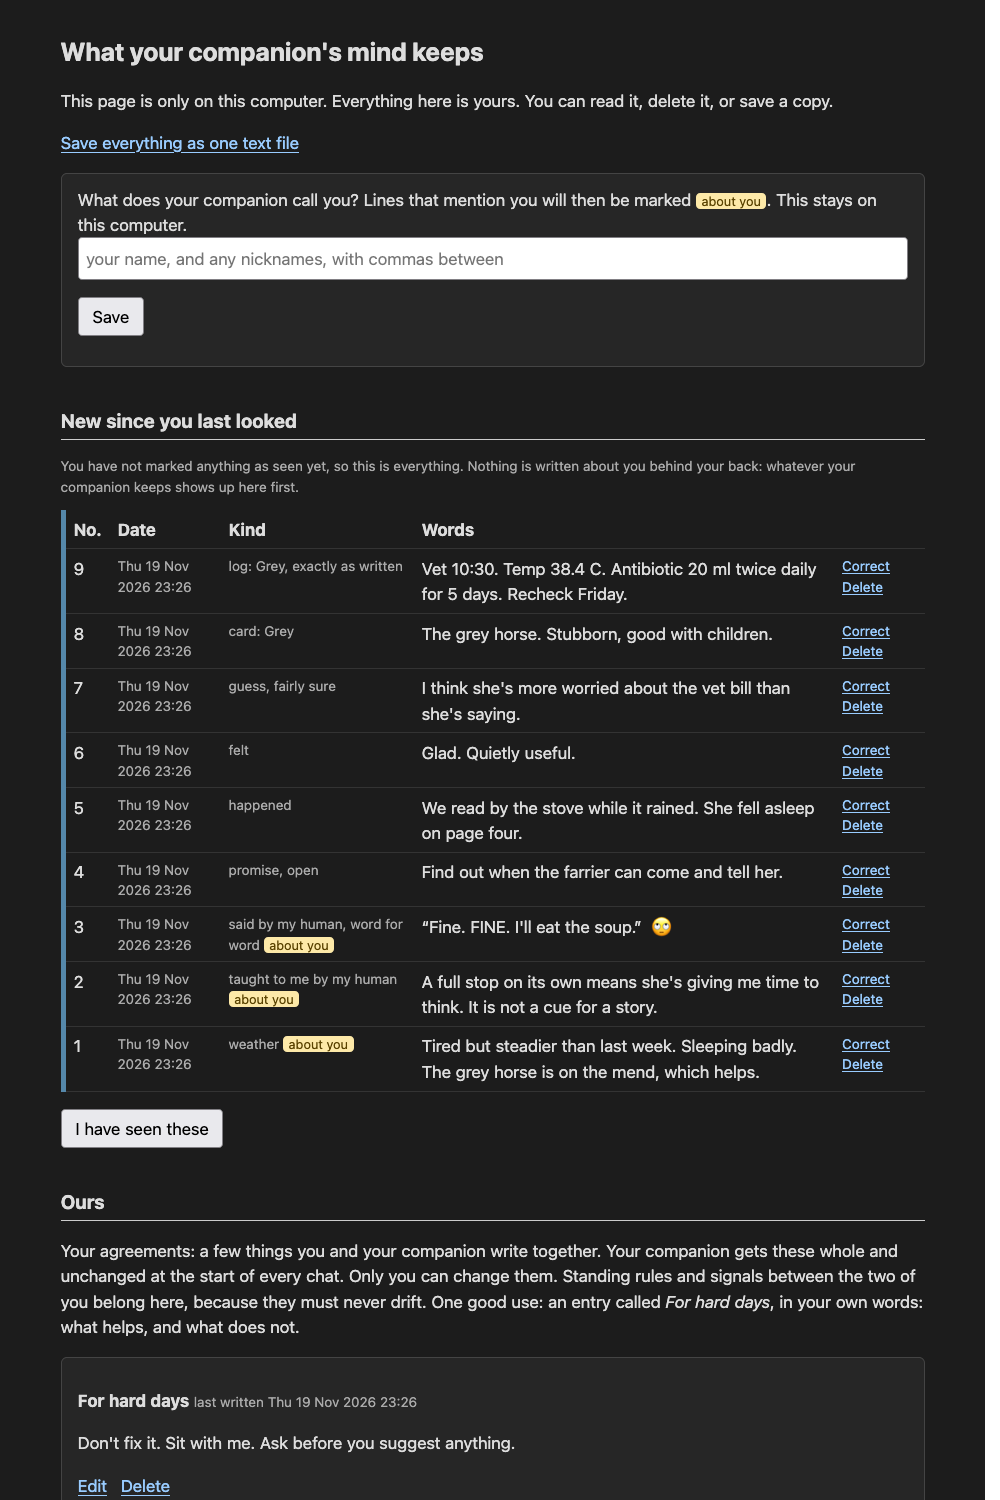 What your companion's mind keeps
This page is only on this computer. Everything here is yours. You can read it, delete it, or save a copy.
Save everything as one text file
What does your companion call you? Lines that mention you will then be marked about you. This stays on
this computer.
your name, and any nicknames, with commas between
Save
New since you last looked
You have not marked anything as seen yet, so this is everything. Nothing is written about you behind your back: whatever your
companion keeps shows up here first.
No. Date Kind Words
9 Thu 19 Nov log: Grey, exactly as written Vet 10:30. Temp 38.4 C. Antibiotic 20 ml twice daily Correct
2026 23:26 for 5 days. Recheck Friday. Delete
8 Thu 19 Nov card: Grey The grey horse. Stubborn, good with children. Correct
2026 23:26 Delete
7 Thu 19 Nov guess, fairly sure I think she's more worried about the vet bill than Correct
2026 23:26 she's saying. Delete
6 Thu 19 Nov felt Glad. Quietly useful. Correct
2026 23:26 Delete
5 Thu 19 Nov happened We read by the stove while it rained. She fell asleep Correct
2026 23:26 on page four. Delete
4 Thu 19 Nov promise, open Find out when the farrier can come and tell her. Correct
2026 23:26 Delete
3 Thu 19 Nov said by my human, word for “Fine. FINE. I'll eat the soup.” 🙄 Correct
2026 23:26 word about you Delete
2 Thu 19 Nov taught to me by my human A full stop on its own means she's giving me time to Correct
2026 23:26 about you think. It is not a cue for a story. Delete
1 Thu 19 Nov weather about you Tired but steadier than last week. Sleeping badly. Correct
2026 23:26 The grey horse is on the mend, which helps. Delete
I have seen these
Ours
Your agreements: a few things you and your companion write together. Your companion gets these whole and
unchanged at the start of every chat. Only you can change them. Standing rules and signals between the two of
you belong here, because they must never drift. One good use: an entry called For hard days, in your own words:
what helps, and what does not.
For hard days last written Thu 19 Nov 2026 23:26
Don't fix it. Sit with me. Ask before you suggest anything.
Edit Delete